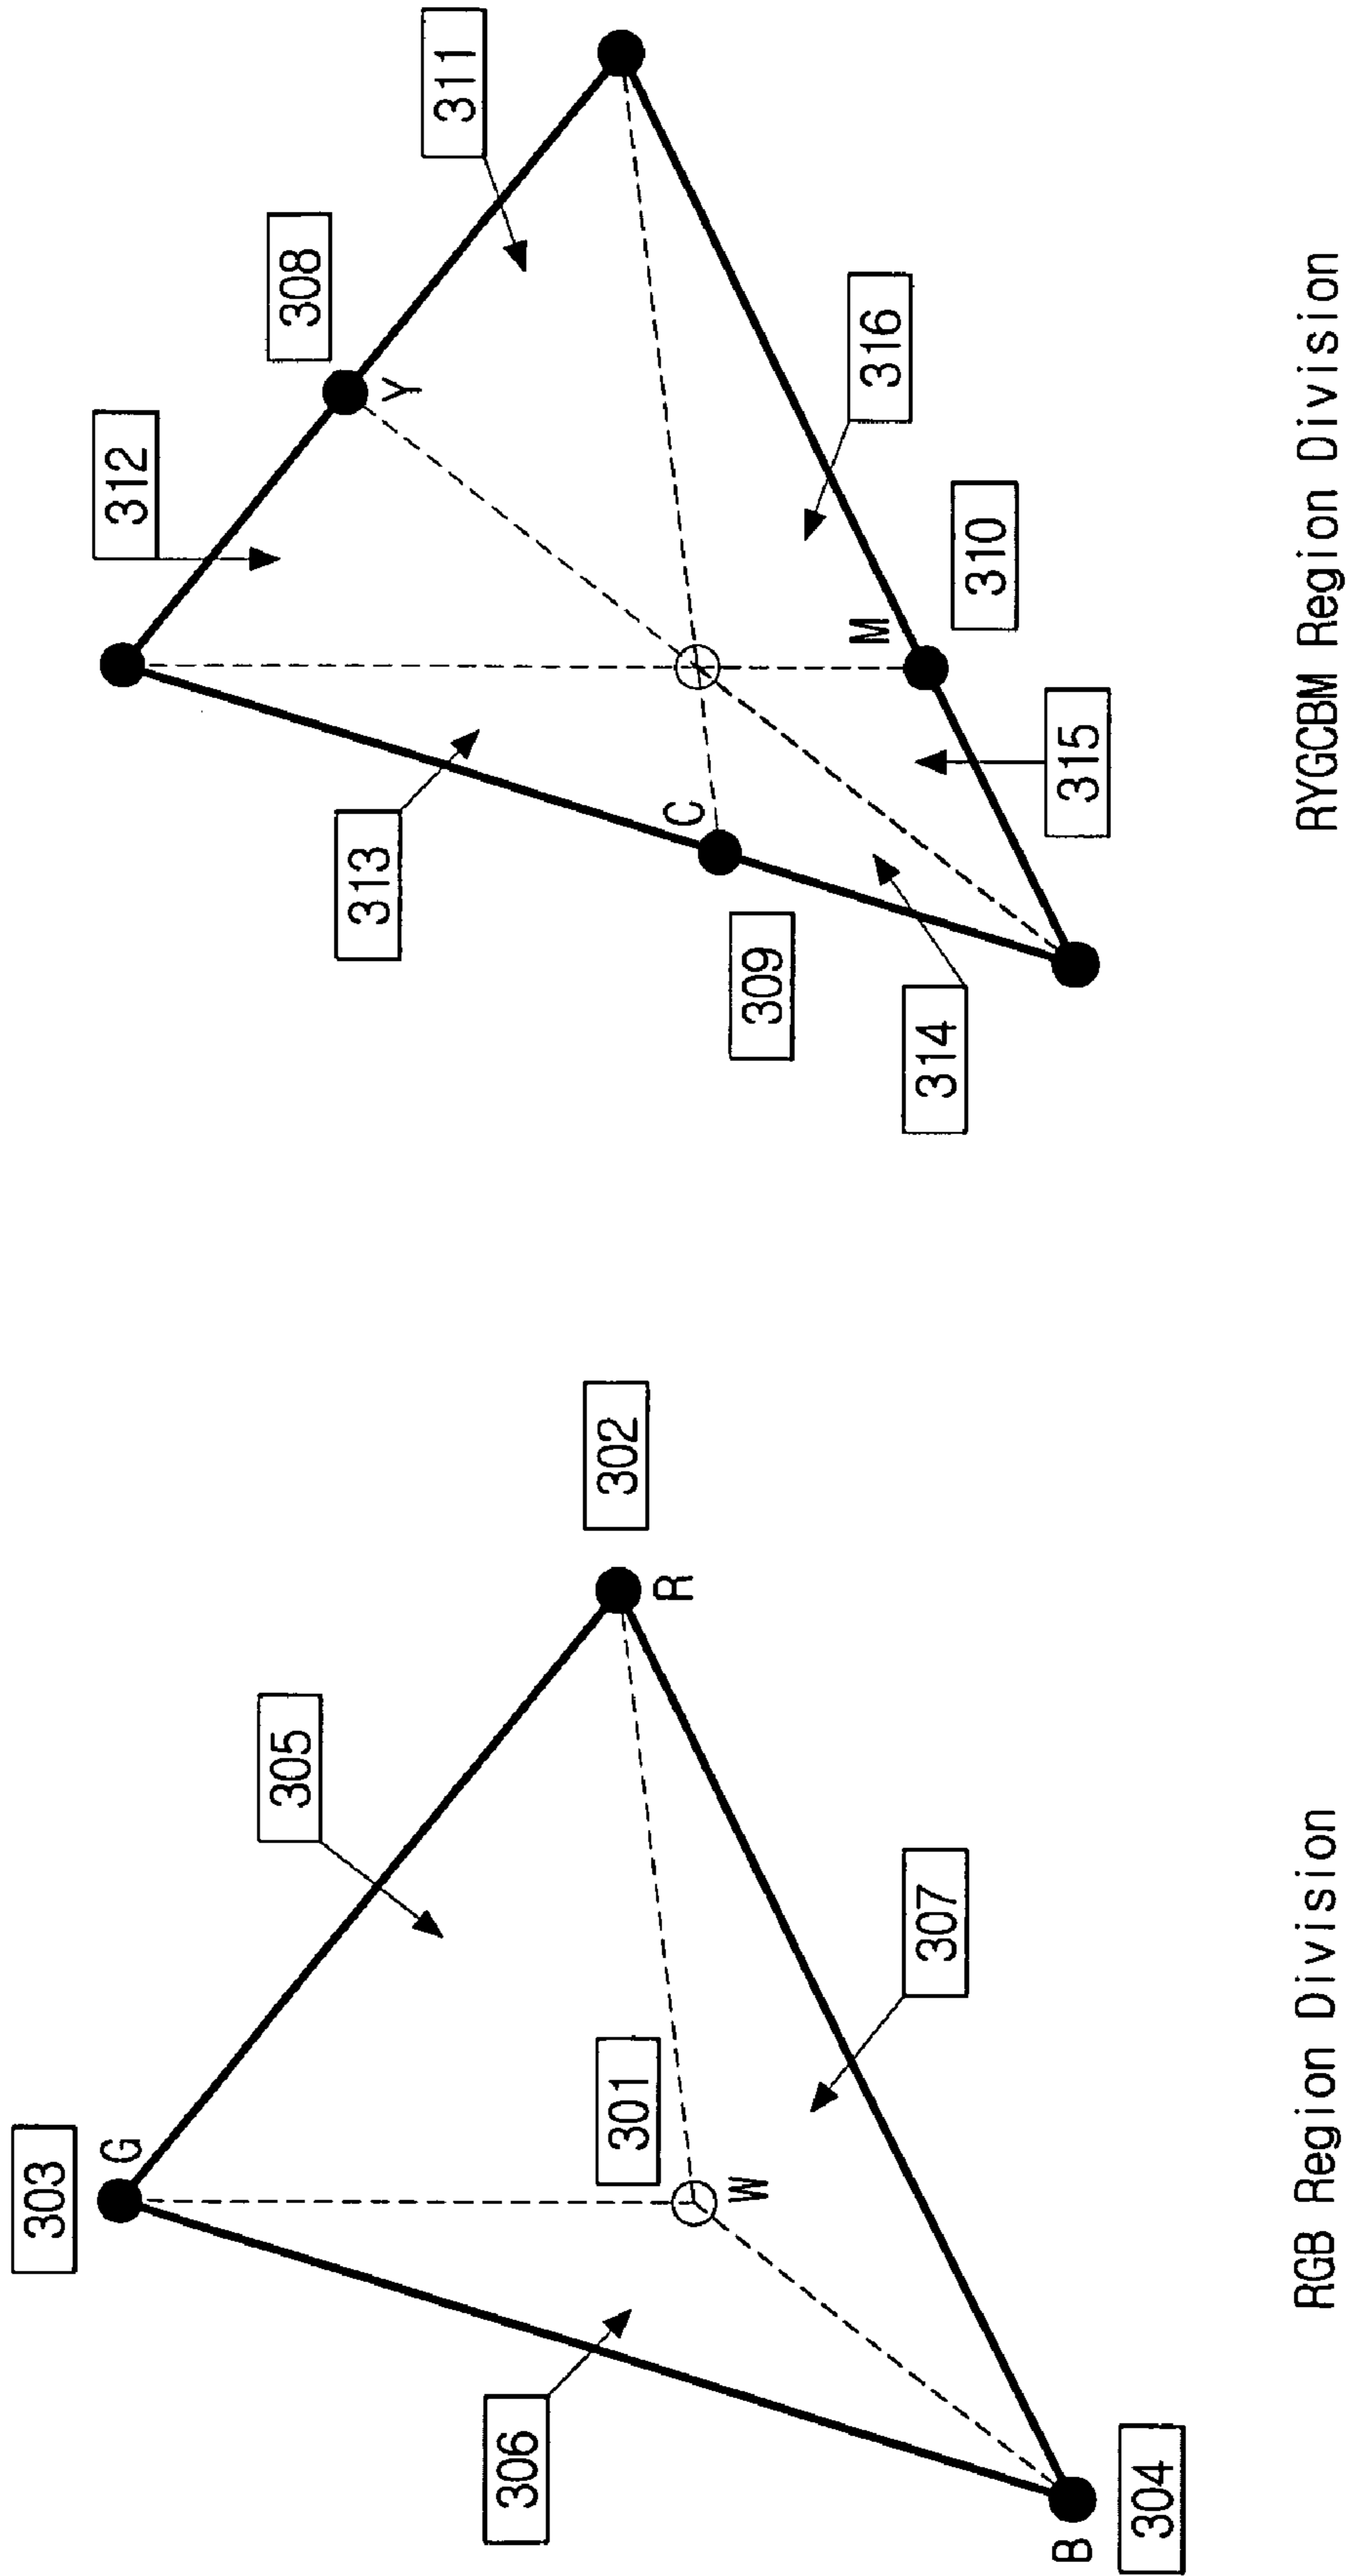 303
G
305
302
R
301
W
306
307
B
304
RGB Region Division
312
308
Y
311
313
C
316
M
310
309
314
315
RYGCBM Region Division